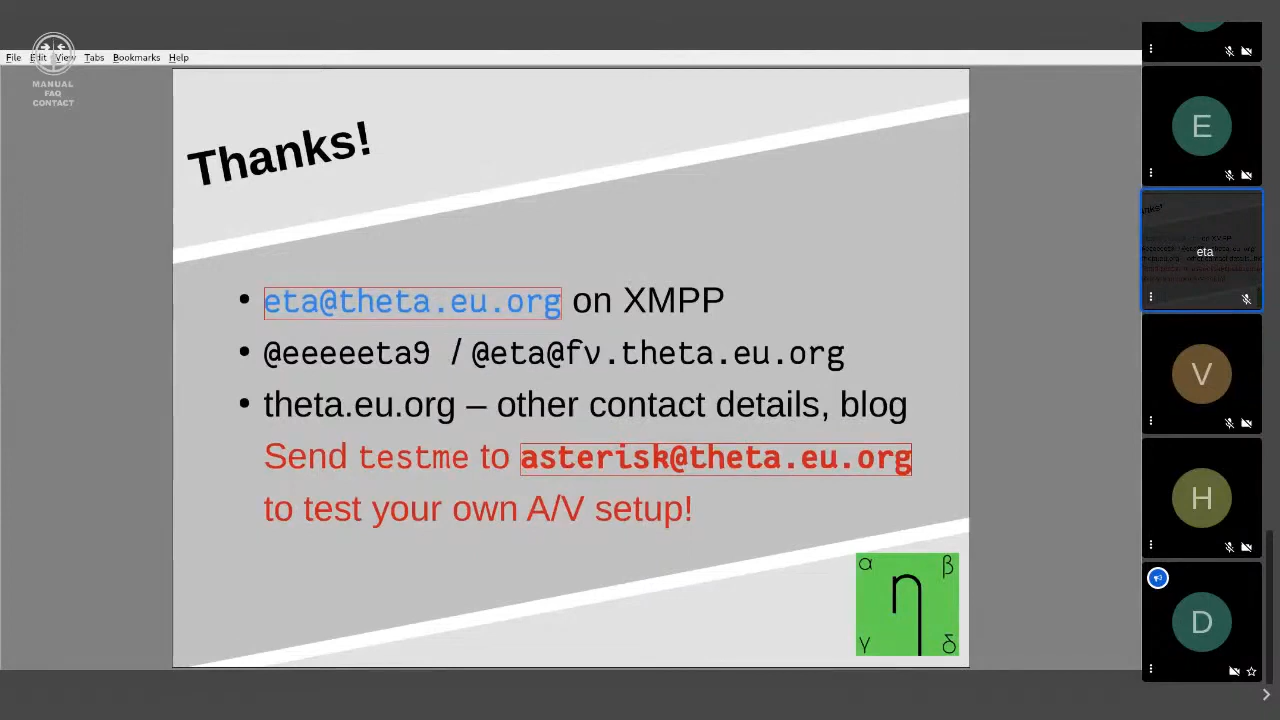 MANUAL
FAQ
CONTACT
File Edit View Tabs Bookmarks Help
Thanks!
• eta@theta.eu.org on XMPP
• @eeeeeta9 / @eta@fv.theta.eu.org
• theta.eu.org – other contact details, blog
Send testme to asterisk@theta.eu.org
to test your own A/V setup!
α β
η
γ δ
E
eta
V
H
D